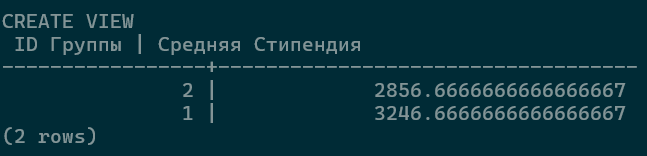 CREATE VIEW
 ID Группы | Средняя Стипендия
-----------------+-----------------------------------
               2 |             2856.6666666666666667
               1 |             3246.6666666666666667
(2 rows)